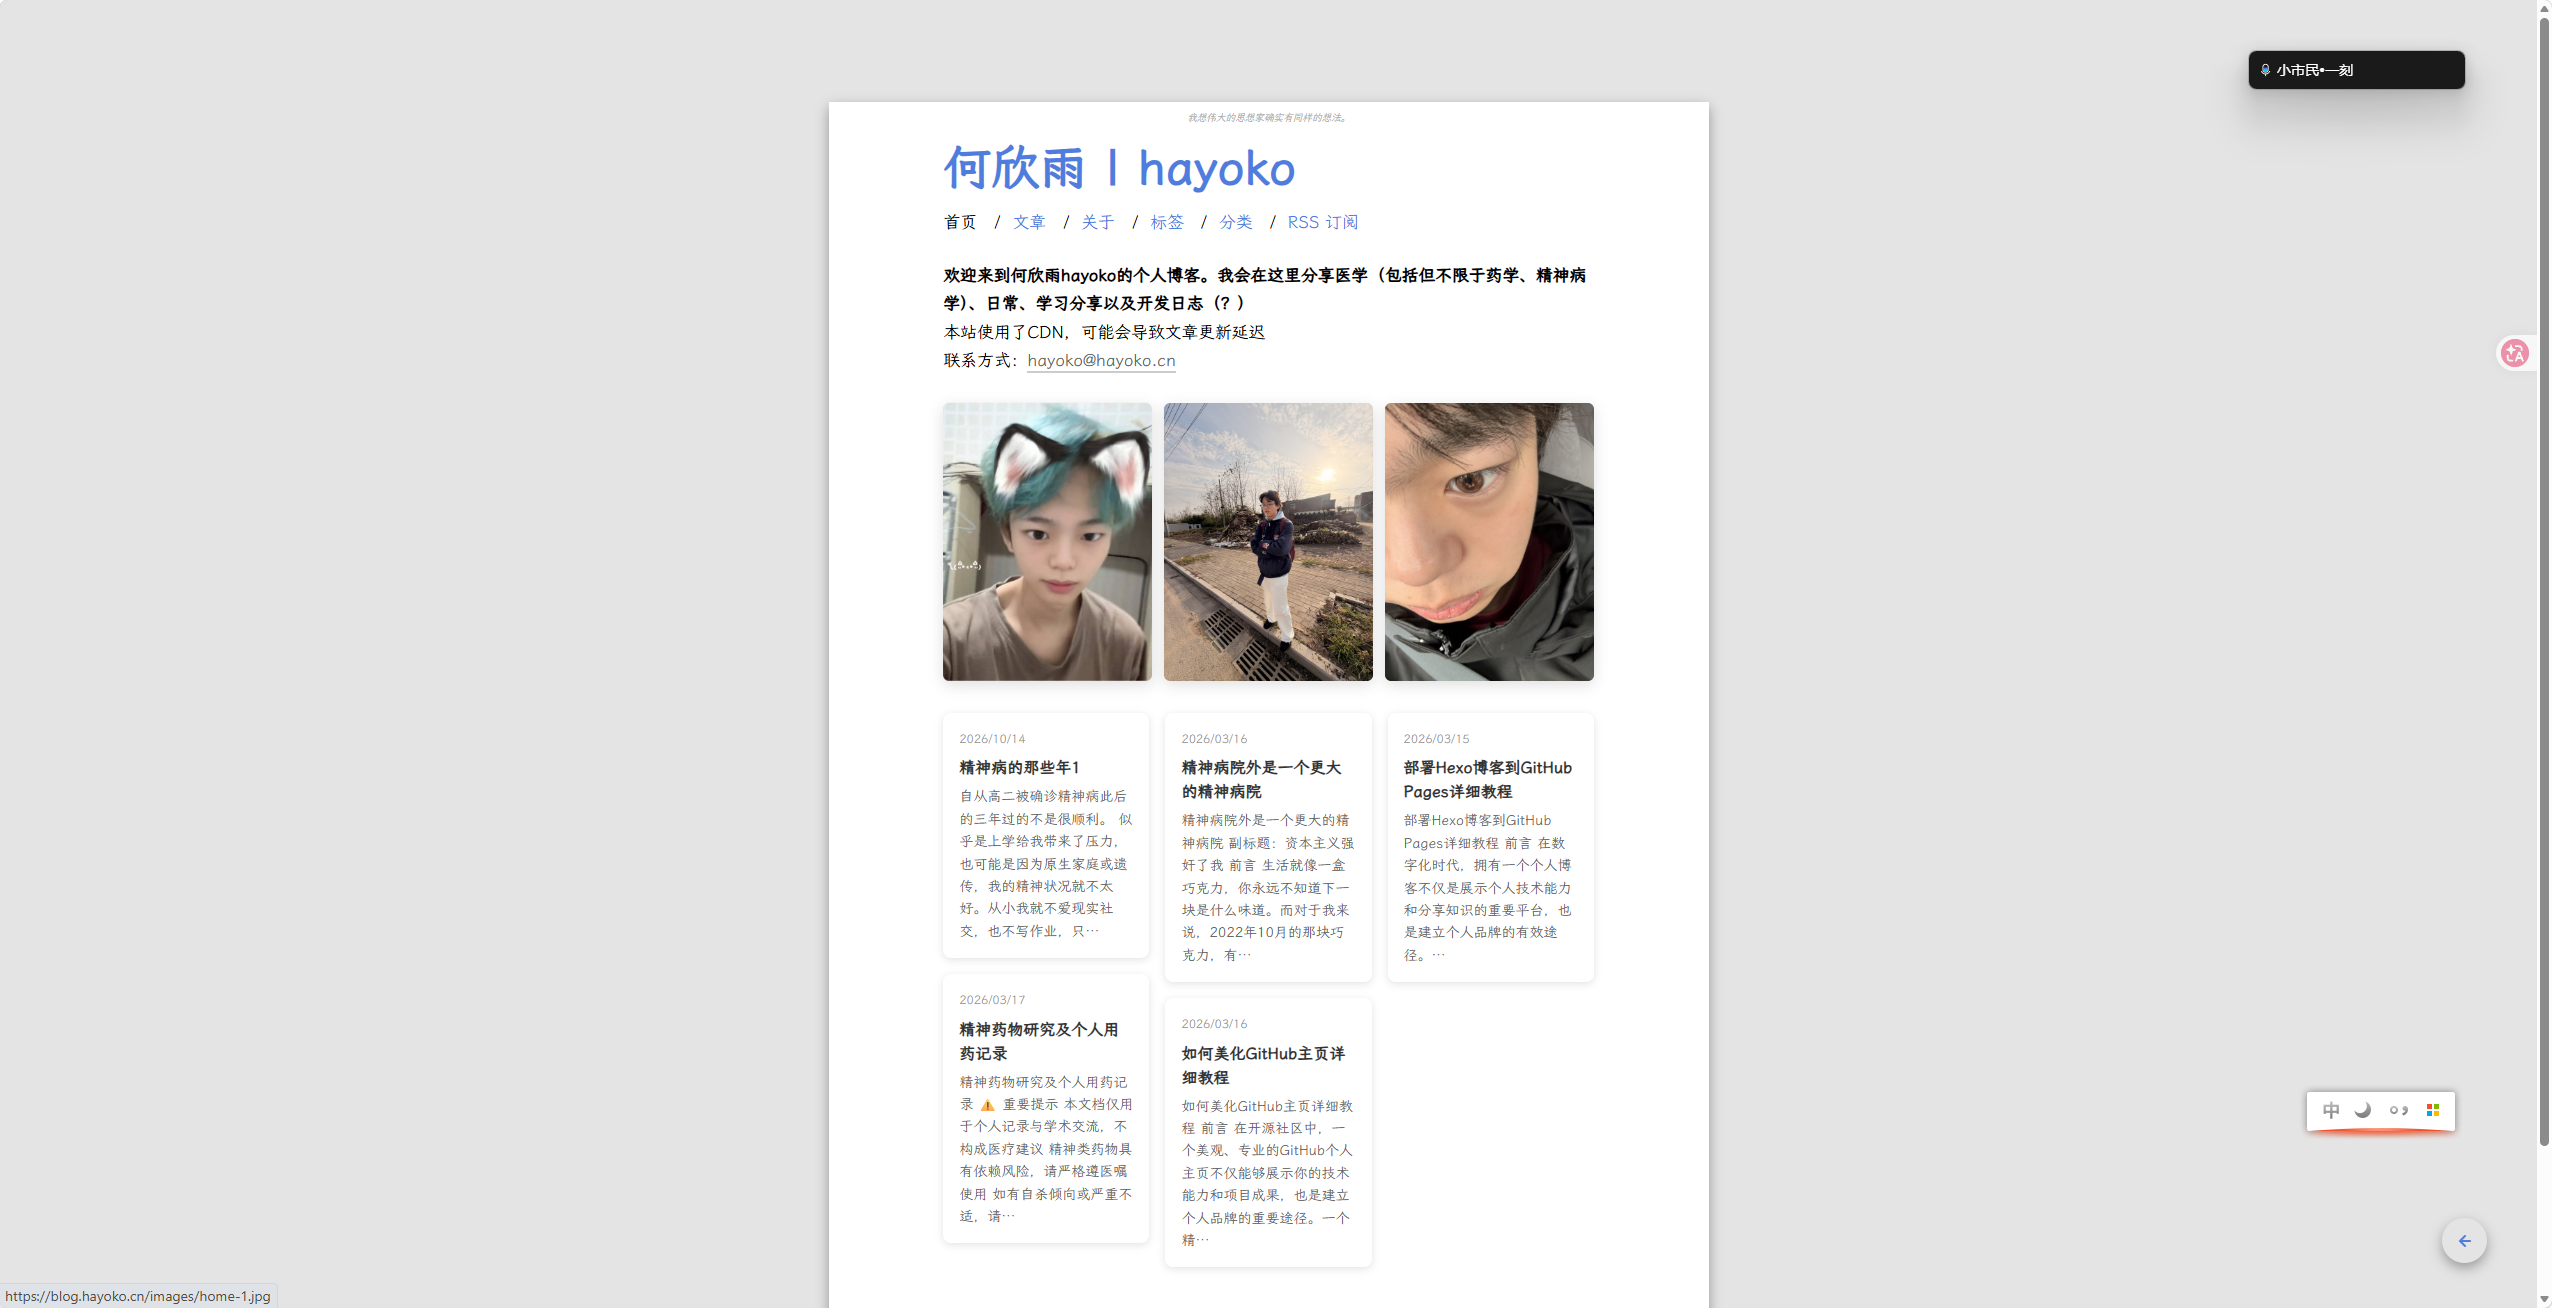 小市民•一刻
我想伟大的思想家确实有同样的想法。
何欣雨 | hayoko
首页 / 文章 / 关于 / 标签 / 分类 / RSS 订阅
欢迎来到何欣雨hayoko的个人博客。我会在这里分享医学（包括但不限于药学、精神病
学）、日常、学习分享以及开发日志（？）
本站使用了CDN，可能会导致文章更新延迟
联系方式：hayoko@hayoko.cn
2026/10/14
精神病的那些年1
自从高二被确诊精神病此后
的三年过的不是很顺利。 似
乎是上学给我带来了压力，
也可能是因为原生家庭或遗
传，我的精神状况就不太
好。从小我就不爱现实社
交，也不写作业，只…
2026/03/16
精神病院外是一个更大
的精神病院
精神病院外是一个更大的精
神病院 副标题：资本主义强
奸了我 前言 生活就像一盒
巧克力，你永远不知道下一
块是什么味道。而对于我来
说，2022年10月的那块巧
克力，有…
2026/03/15
部署Hexo博客到GitHub
Pages详细教程
部署Hexo博客到GitHub
Pages详细教程 前言 在数
字化时代，拥有一个个人博
客不仅是展示个人技术能力
和分享知识的重要平台，也
是建立个人品牌的有效途
径。…
2026/03/17
精神药物研究及个人用
药记录
精神药物研究及个人用药记
录 ⚠️ 重要提示 本文档仅用
于个人记录与学术交流，不
构成医疗建议 精神类药物具
有依赖风险，请严格遵医嘱
使用 如有自杀倾向或严重不
适，请…
2026/03/16
如何美化GitHub主页详
细教程
如何美化GitHub主页详细教
程 前言 在开源社区中，一
个美观、专业的GitHub个人
主页不仅能够展示你的技术
能力和项目成果，也是建立
个人品牌的重要途径。一个
精…
中
https://blog.hayoko.cn/images/home-1.jpg